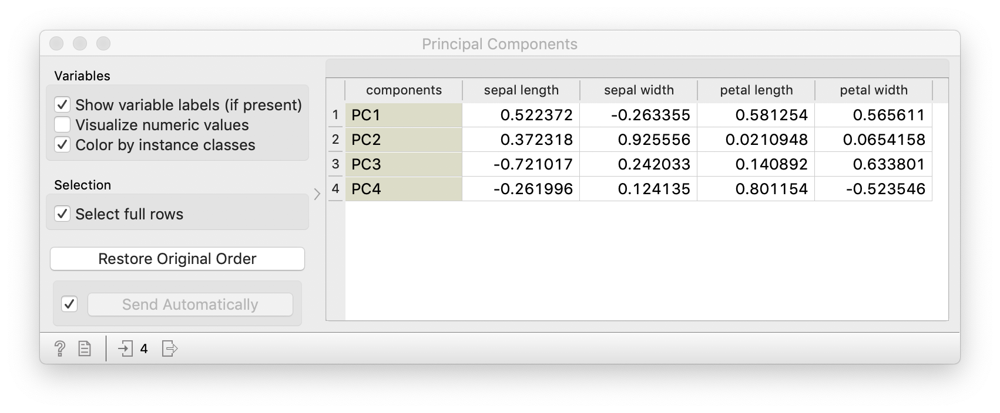 Principal Components
Variables
Show variable labels (if present)
Visualize numeric values
Color by instance classes
Selection
Select full rows
Restore Original Order
Send Automatically
components sepal length sepal width petal length petal width
1 PC1 0.522372 -0.263355 0.581254 0.565611
2 PC2 0.372318 0.925556 0.0210948 0.0654158
3 PC3 -0.721017 0.242033 0.140892 0.633801
4 PC4 -0.261996 0.124135 0.801154 -0.523546
? 4